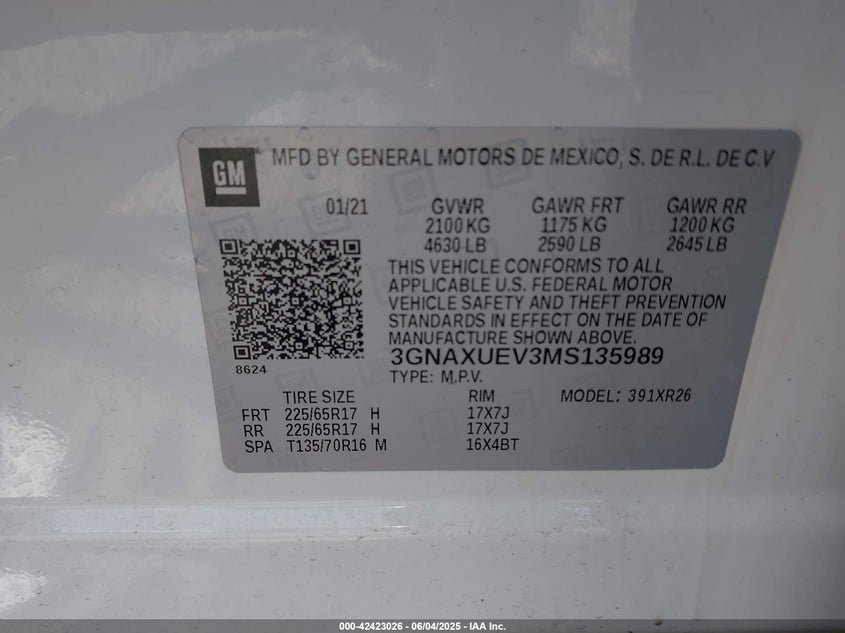 GM
MFD BY GENERAL MOTORS DE MEXICO, S. DE R.L. DE C.V
01/21 GVWR GAWR FRT GAWR RR
2100 KG 1175 KG 1200 KG
4630 LB 2590 LB 2645 LB
THIS VEHICLE CONFORMS TO ALL
APPLICABLE U.S. FEDERAL MOTOR
VEHICLE SAFETY AND THEFT PREVENTION
STANDARDS IN EFFECT ON THE DATE OF
MANUFACTURE SHOWN ABOVE.
3GNAXUEV3MS135989
8624
TYPE: M.P.V.
TIRE SIZE RIM MODEL: 391XR26
FRT 225/65R17 H 17X7J
RR 225/65R17 H 17X7J
SPA T135/70R16 M 16X4BT
000-42423026 - 06/04/2025 - IAA Inc.